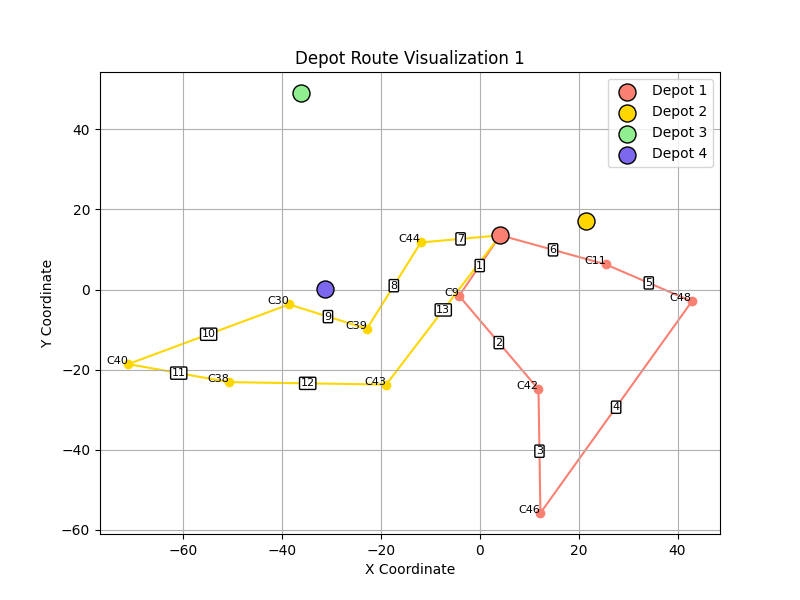 Depot Route Visualization 1
Depot 1
Depot 2
Depot 3
Depot 4
Y Coordinate
40
20
0
−20
−40
−60
C44
7
6
C11
1
C9
8
5
C48
C30
9
C39
13
10
2
C40
11
C38
12
C43
C42
4
3
C46
−60
−40
−20
0
20
40
X Coordinate